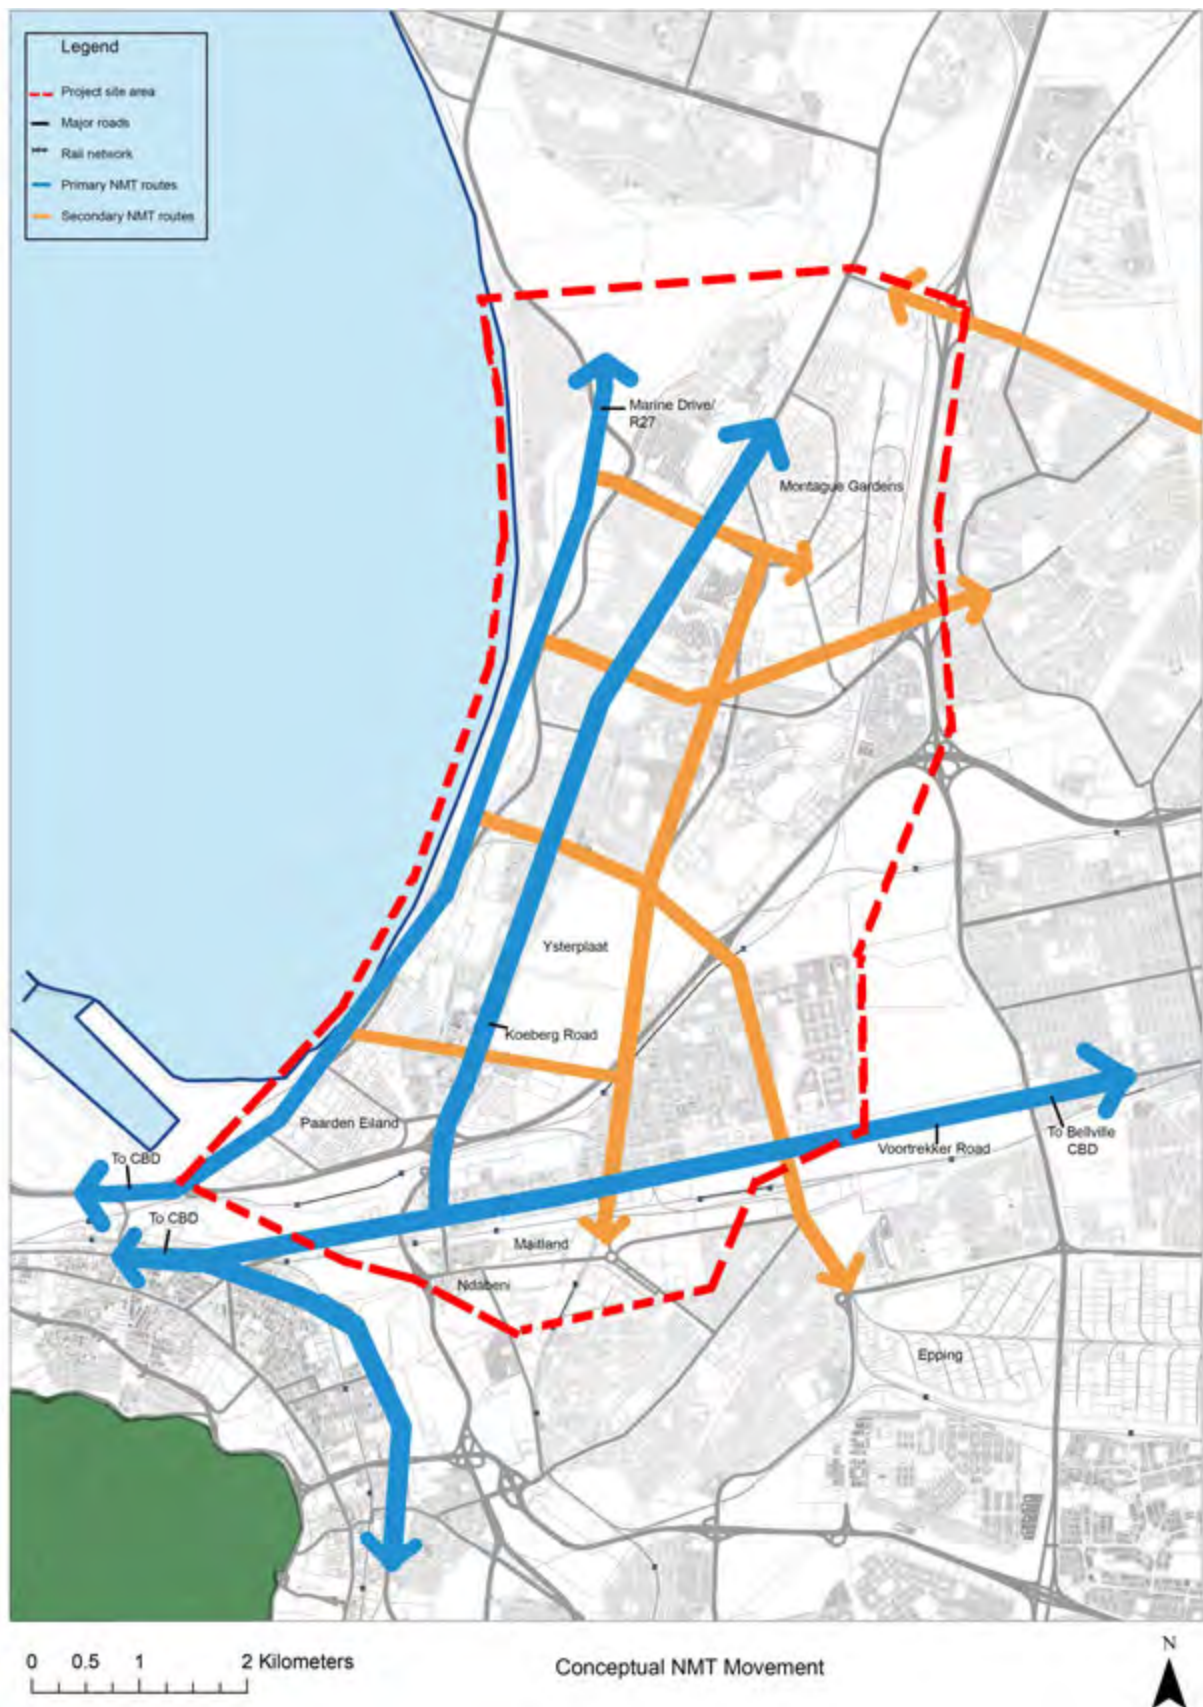 Legend
Project site area
Major roads
Rail network
Primary NMT routes
Secondary NMT routes
Marine Drive/
R27
Montague Gardens
Ysterplaat
Koeberg Road
Paarden Eiland
To CBD
Voortrekker Road
To Bellville
CBD
To CBD
Maitland
Ndabeni
Epping
0 0.5 1 2 Kilometers
Conceptual NMT Movement
N